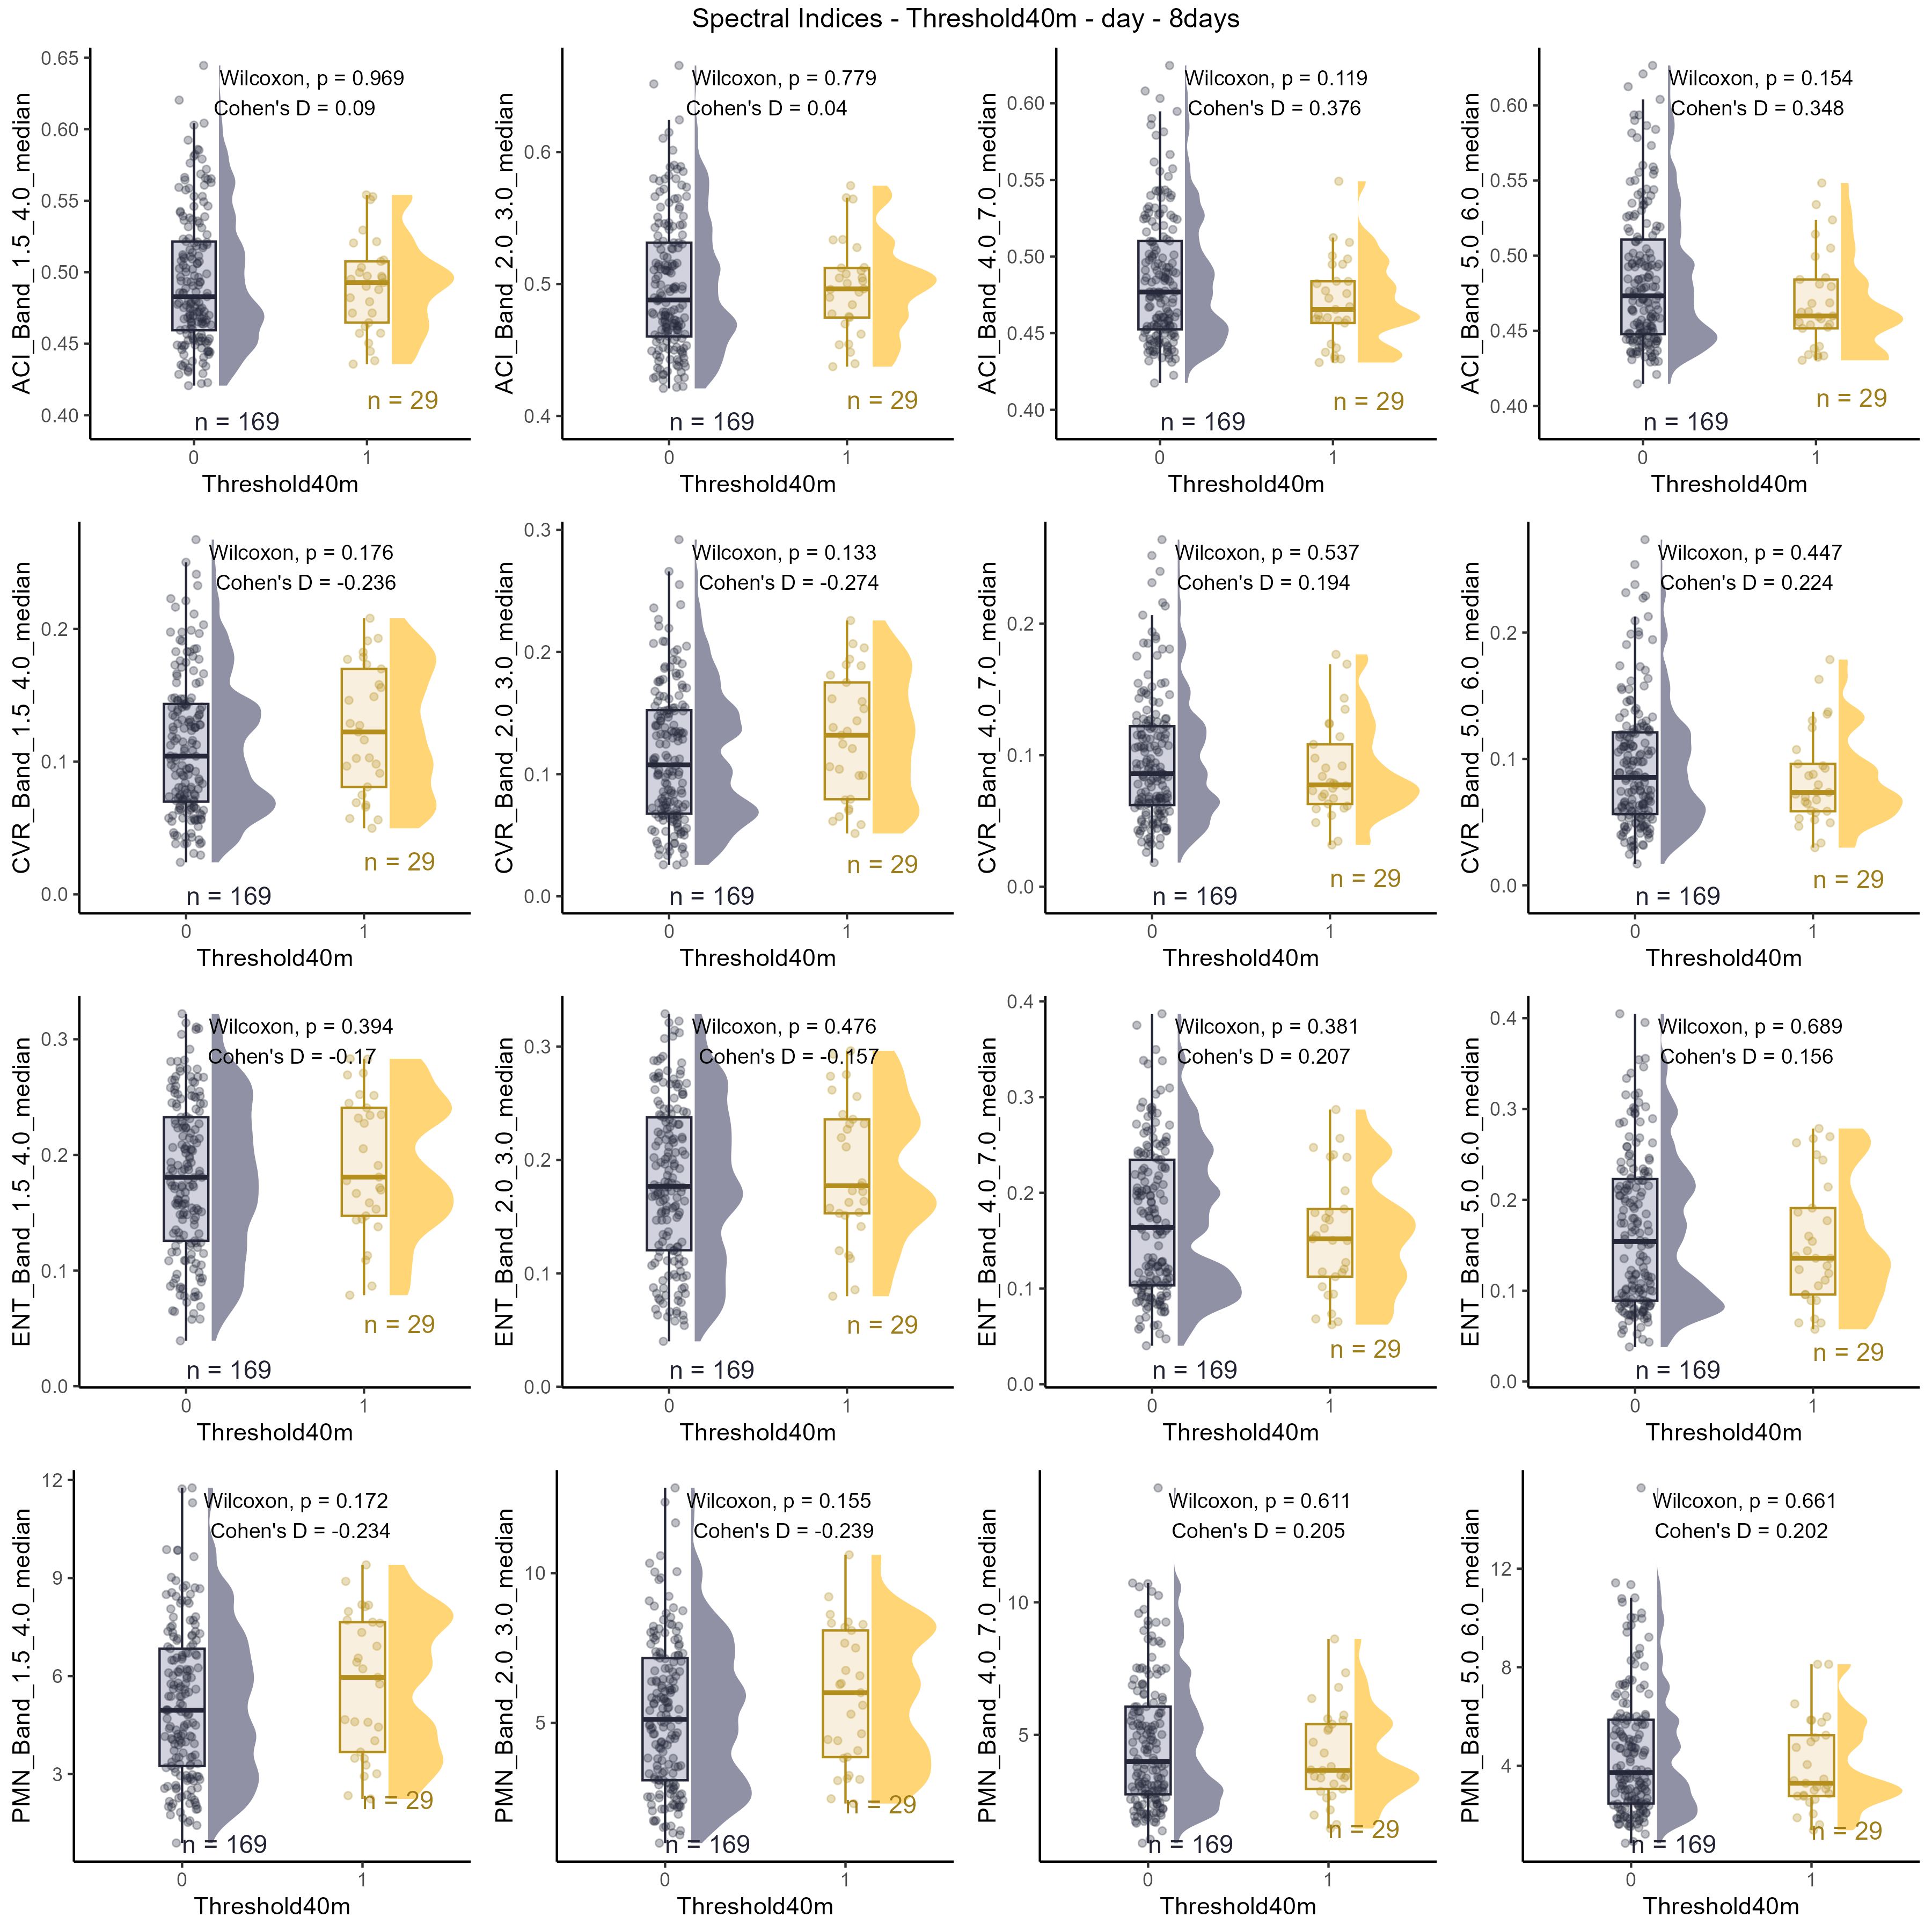 Spectral Indices - Threshold40m - day - 8days
ACI_Band_1.5_4.0_median
0.65
0.60
0.55
0.50
0.45
0.40
Wilcoxon, p = 0.969
Cohen's D = 0.09
n = 169
n = 29
0
1
Threshold40m
ACI_Band_2.0_3.0_median
0.6
0.5
0.4
Wilcoxon, p = 0.779
Cohen's D = 0.04
n = 169
n = 29
0
1
Threshold40m
ACI_Band_4.0_7.0_median
0.60
0.55
0.50
0.45
0.40
Wilcoxon, p = 0.119
Cohen's D = 0.376
n = 169
n = 29
0
1
Threshold40m
ACI_Band_5.0_6.0_median
0.60
0.55
0.50
0.45
0.40
Wilcoxon, p = 0.154
Cohen's D = 0.348
n = 169
n = 29
0
1
Threshold40m
CVR_Band_1.5_4.0_median
0.2
0.1
0.0
Wilcoxon, p = 0.176
Cohen's D = -0.236
n = 169
n = 29
0
1
Threshold40m
CVR_Band_2.0_3.0_median
0.3
0.2
0.1
0.0
Wilcoxon, p = 0.133
Cohen's D = -0.274
n = 169
n = 29
0
1
Threshold40m
CVR_Band_4.0_7.0_median
0.2
0.1
0.0
Wilcoxon, p = 0.537
Cohen's D = 0.194
n = 169
n = 29
0
1
Threshold40m
CVR_Band_5.0_6.0_median
0.2
0.1
0.0
Wilcoxon, p = 0.447
Cohen's D = 0.224
n = 169
n = 29
0
1
Threshold40m
ENT_Band_1.5_4.0_median
0.3
0.2
0.1
0.0
Wilcoxon, p = 0.394
Cohen's D = -0.17
n = 169
n = 29
0
1
Threshold40m
ENT_Band_2.0_3.0_median
0.3
0.2
0.1
0.0
Wilcoxon, p = 0.476
Cohen's D = -0.157
n = 169
n = 29
0
1
Threshold40m
ENT_Band_4.0_7.0_median
0.4
0.3
0.2
0.1
0.0
Wilcoxon, p = 0.381
Cohen's D = 0.207
n = 169
n = 29
0
1
Threshold40m
ENT_Band_5.0_6.0_median
0.4
0.3
0.2
0.1
0.0
Wilcoxon, p = 0.689
Cohen's D = 0.156
n = 169
n = 29
0
1
Threshold40m
PMN_Band_1.5_4.0_median
12
9
6
3
Wilcoxon, p = 0.172
Cohen's D = -0.234
n = 169
n = 29
0
1
Threshold40m
PMN_Band_2.0_3.0_median
10
5
Wilcoxon, p = 0.155
Cohen's D = -0.239
n = 169
n = 29
0
1
Threshold40m
PMN_Band_4.0_7.0_median
10
5
Wilcoxon, p = 0.611
Cohen's D = 0.205
n = 169
n = 29
0
1
Threshold40m
PMN_Band_5.0_6.0_median
12
8
4
Wilcoxon, p = 0.661
Cohen's D = 0.202
n = 169
n = 29
0
1
Threshold40m